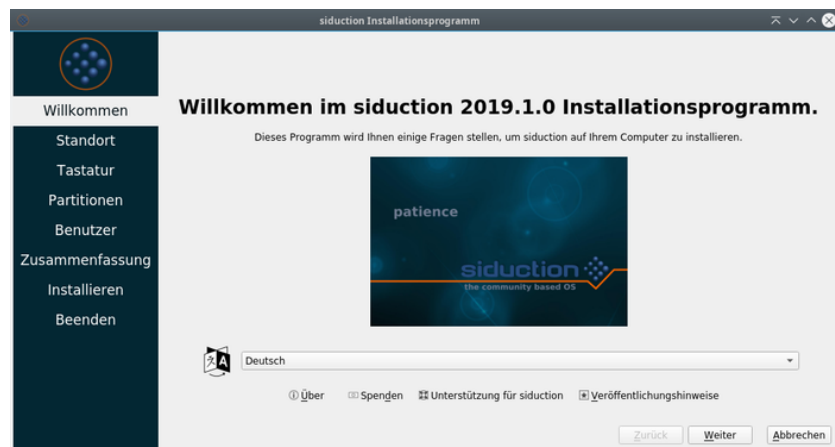 siduction Installationsprogramm
Willkommen
Standort
Tastatur
Partitionen
Benutzer
Zusammenfassung
Installieren
Beenden
Willkommen im siduction 2019.1.0 Installationsprogramm.
Dieses Programm wird Ihnen einige Fragen stellen, um siduction auf Ihrem Computer zu installieren.
patience
siduction
the community based OS
Deutsch
Über Spenden Unterstützung für siduction Veröffentlichungshinweise
Zurück Weiter Abbrechen